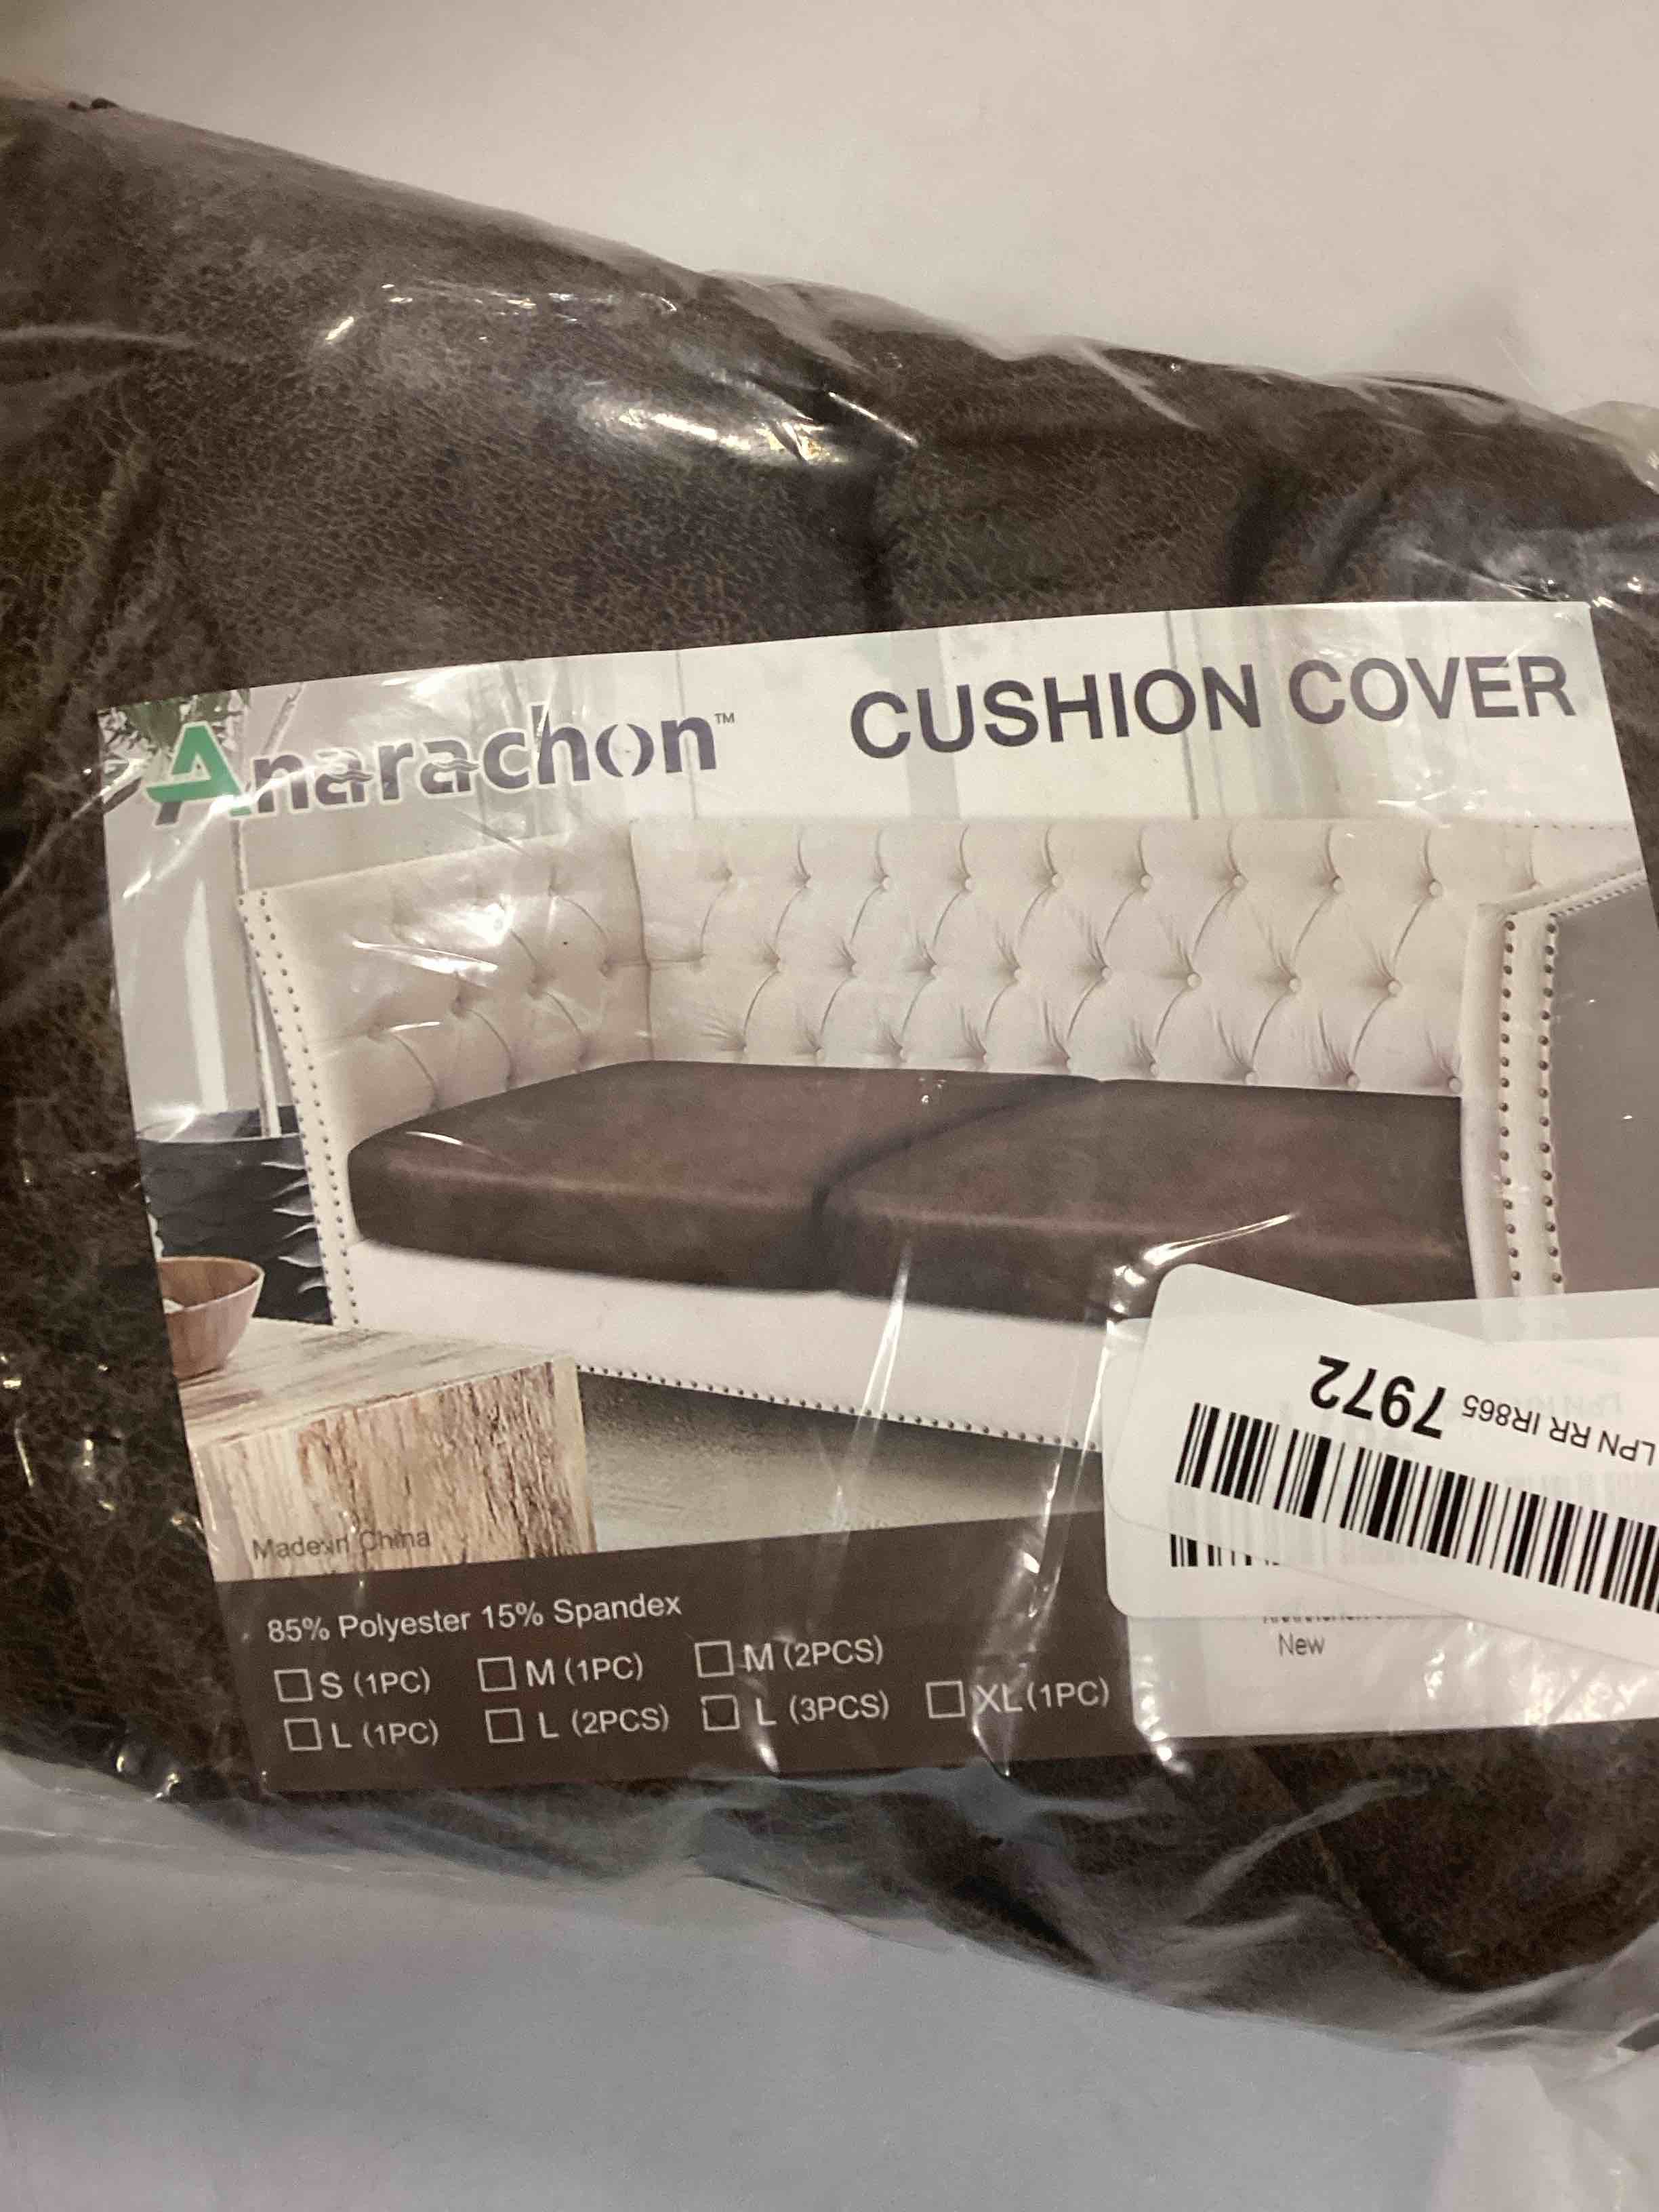 Anarachon™ CUSHION COVER
LPN RR IR865 7972
New
Made in China
85% Polyester 15% Spandex
S (1PC) M (1PC) M (2PCS)
L (1PC) L (2PCS) L (3PCS) XL (1PC)